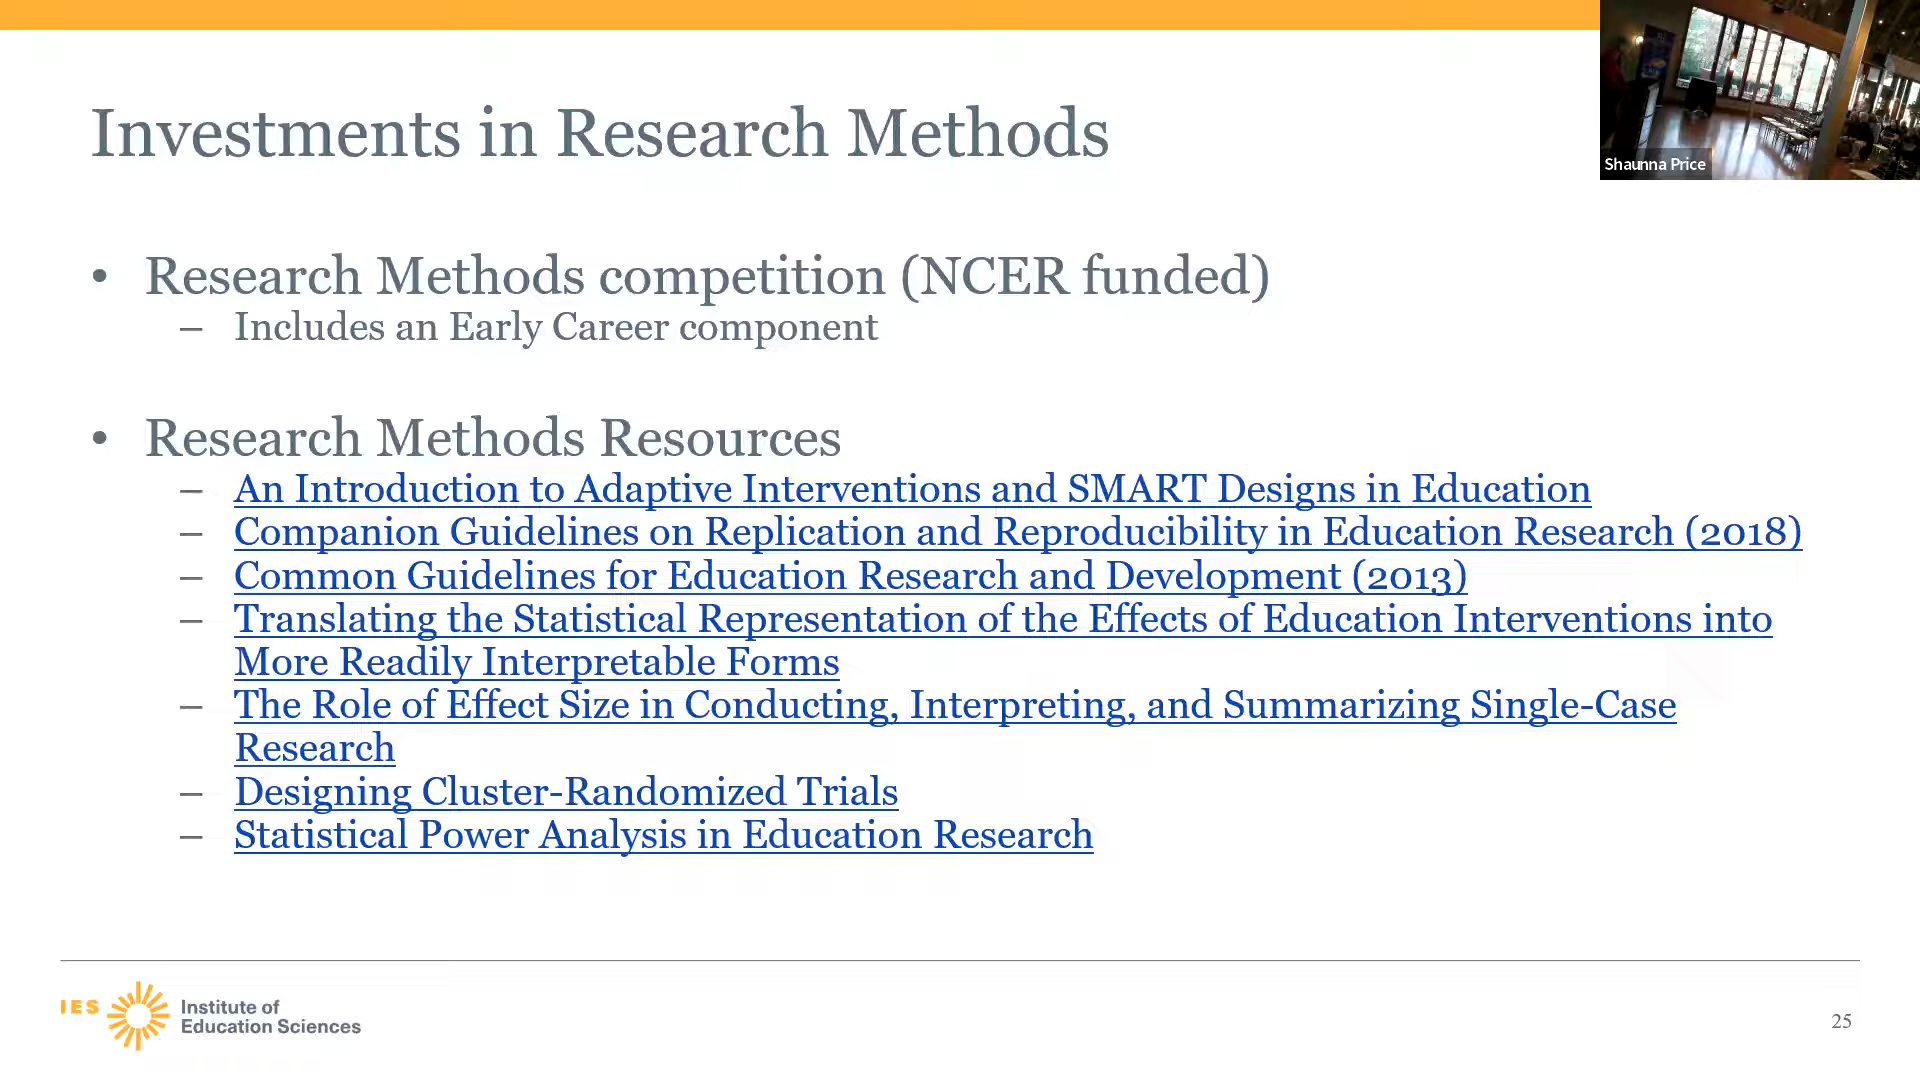 Investments in Research Methods
Shaunna Price
• Research Methods competition (NCER funded)
– Includes an Early Career component
• Research Methods Resources
– An Introduction to Adaptive Interventions and SMART Designs in Education
– Companion Guidelines on Replication and Reproducibility in Education Research (2018)
– Common Guidelines for Education Research and Development (2013)
– Translating the Statistical Representation of the Effects of Education Interventions into
More Readily Interpretable Forms
– The Role of Effect Size in Conducting, Interpreting, and Summarizing Single-Case
Research
– Designing Cluster-Randomized Trials
– Statistical Power Analysis in Education Research
IES
Institute of
Education Sciences
25